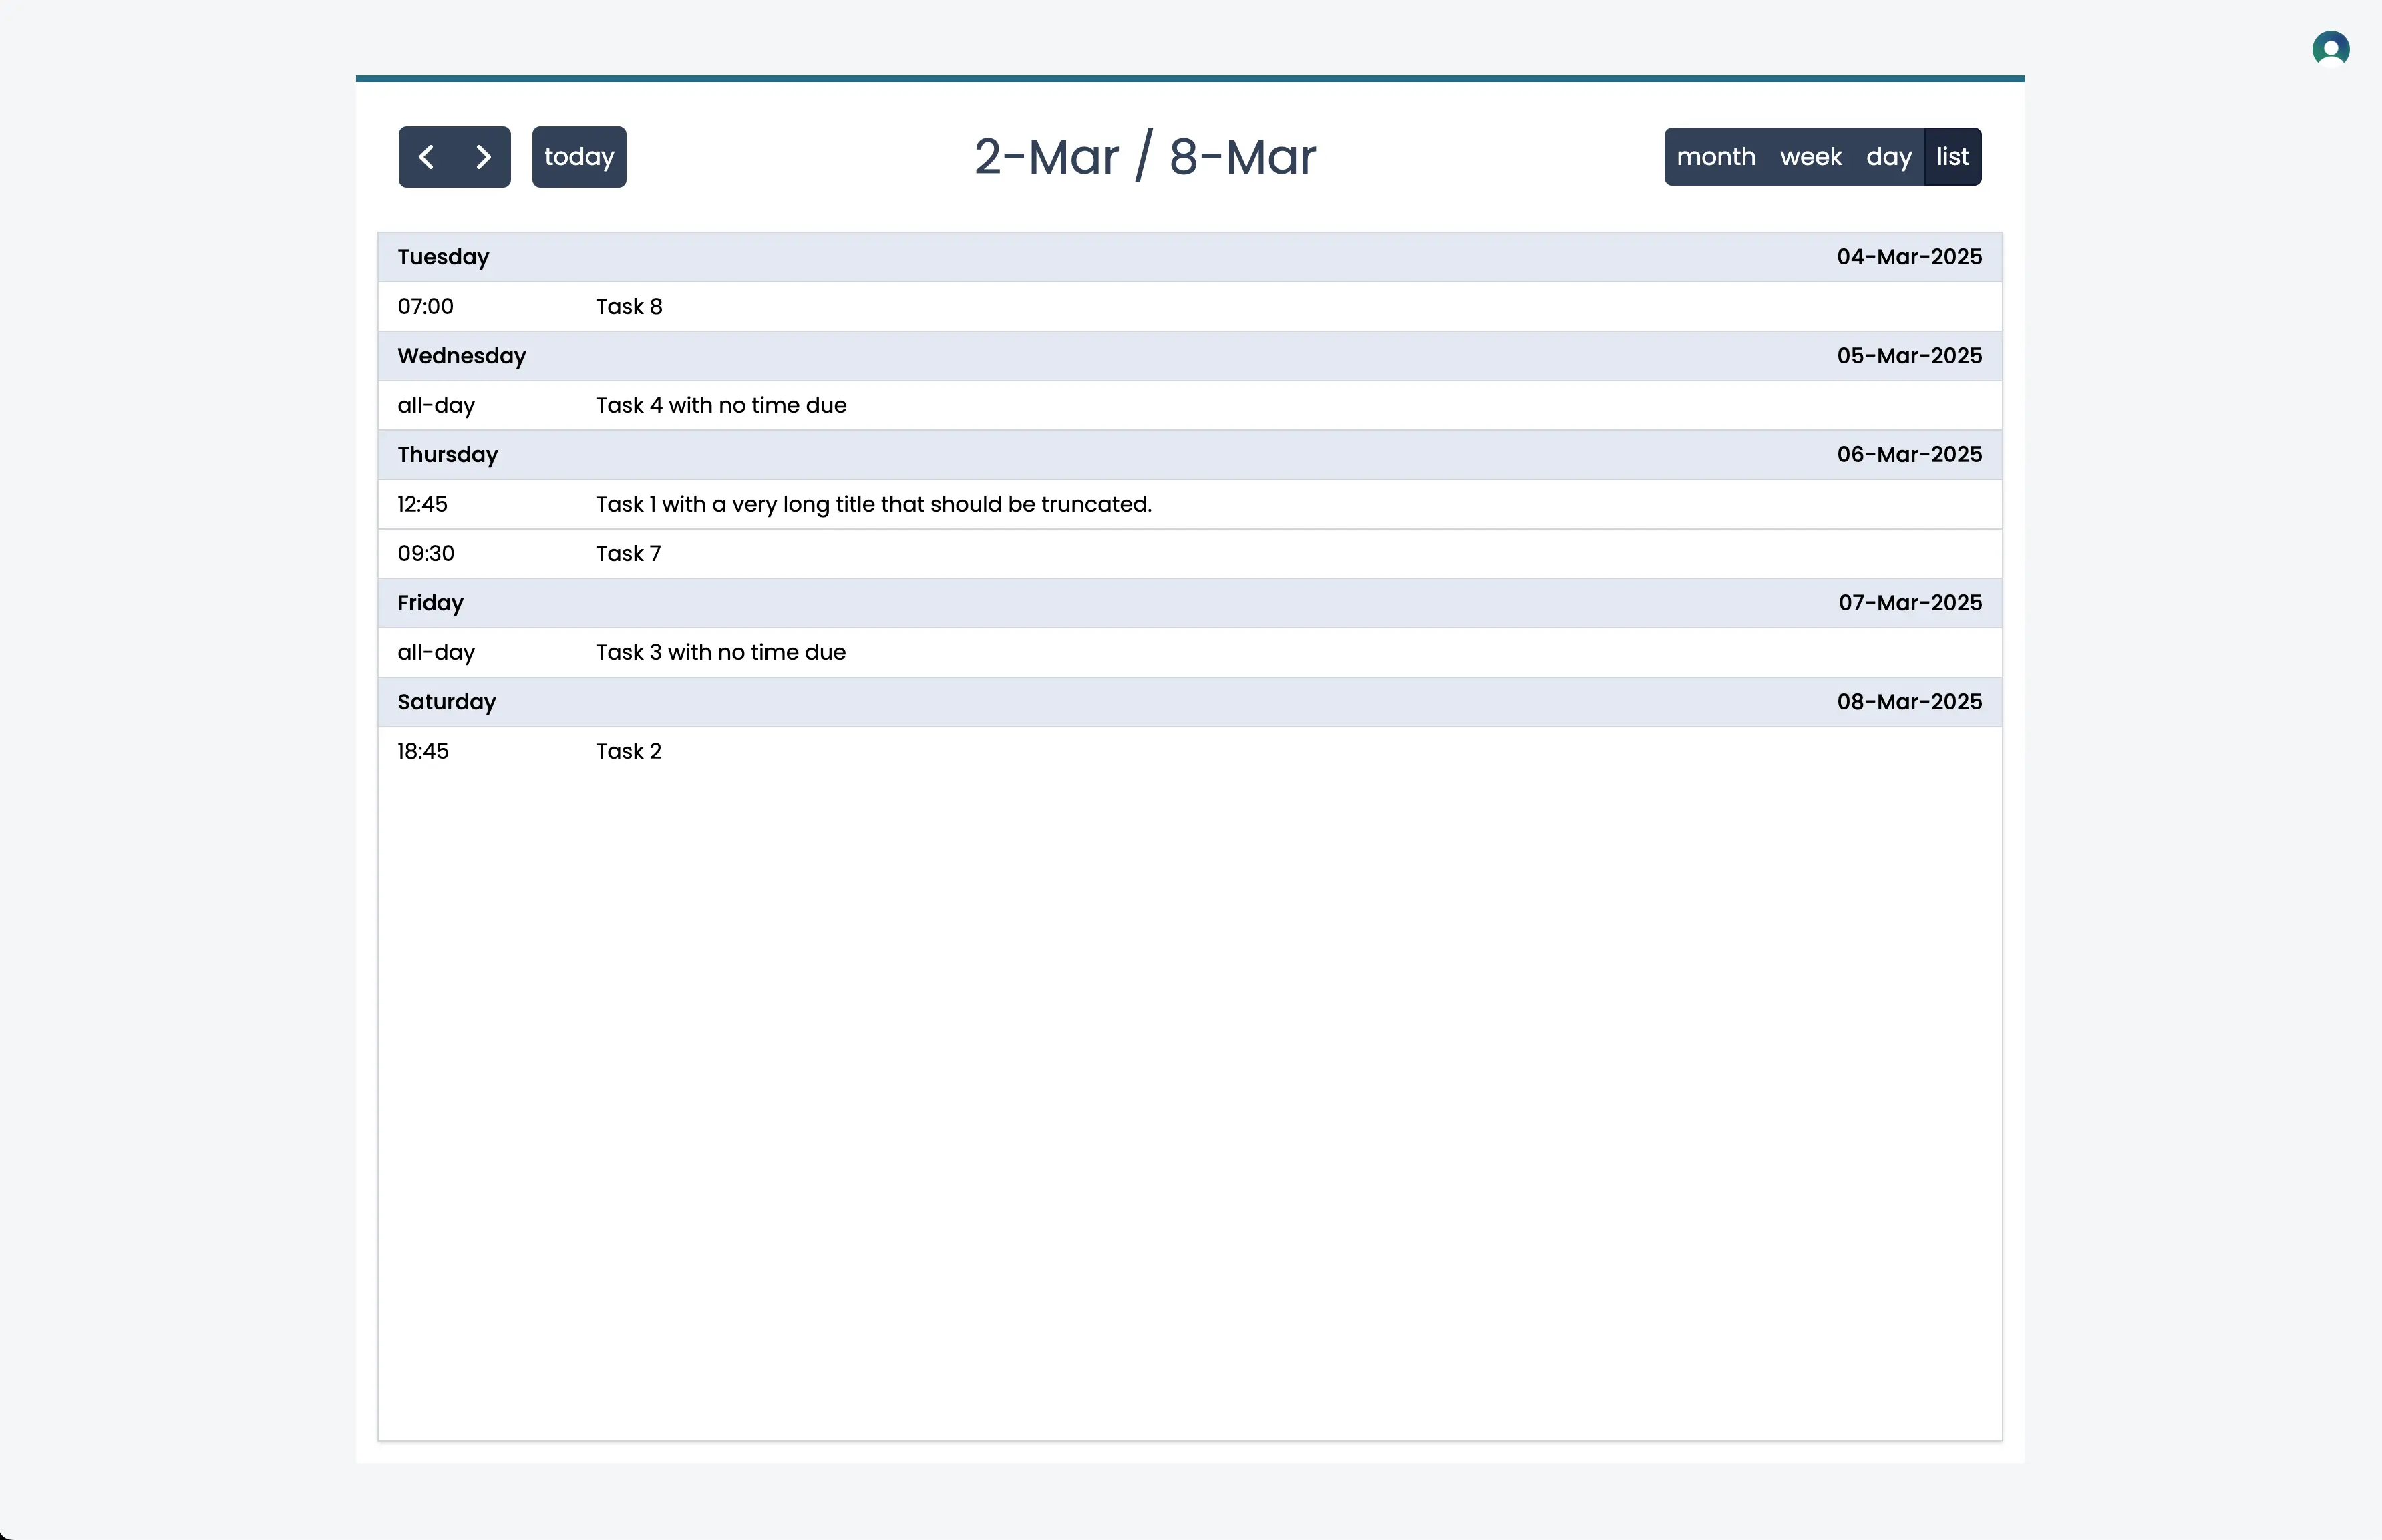 today
2-Mar / 8-Mar
month week day list
Tuesday 04-Mar-2025
07:00 Task 8
Wednesday 05-Mar-2025
all-day Task 4 with no time due
Thursday 06-Mar-2025
12:45 Task 1 with a very long title that should be truncated.
09:30 Task 7
Friday 07-Mar-2025
all-day Task 3 with no time due
Saturday 08-Mar-2025
18:45 Task 2